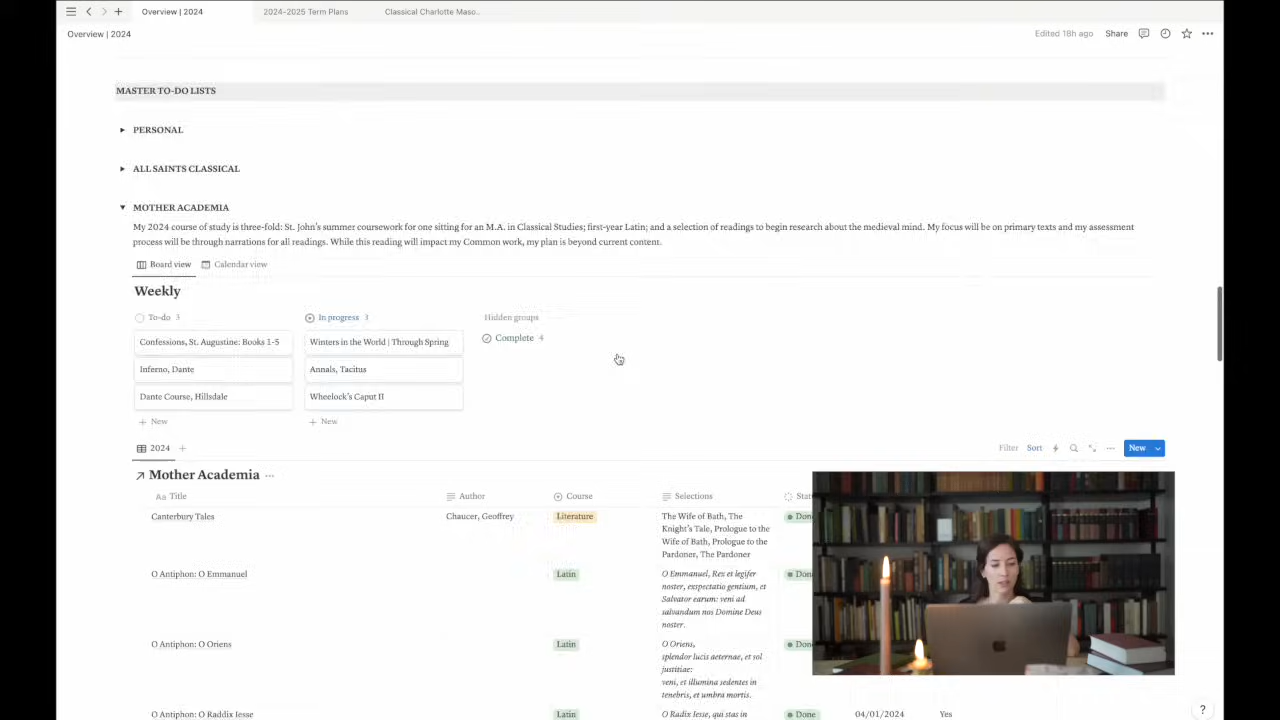 Overview | 2024
2024-2025 Term Plans
Classical Charlotte Maso...
Overview | 2024
Edited 18h ago
Share
MASTER TO-DO LISTS
PERSONAL
ALL SAINTS CLASSICAL
MOTHER ACADEMIA
My 2024 course of study is three-fold: St. John's summer coursework for one sitting for an M.A. in Classical Studies; first-year Latin; and a selection of readings to begin research about the medieval mind. My focus will be on primary texts and my assessment
process will be through narrations for all readings. While this reading will impact my Common work, my plan is beyond current content.
Board view
Calendar view
Weekly
To-do 3
In progress 3
Hidden groups
Confessions, St. Augustine: Books 1-5
Winters in the World | Through Spring
Complete 4
Inferno, Dante
Annals, Tacitus
Dante Course, Hillsdale
Wheelock's Caput II
+ New
+ New
2024
Filter
Sort
New
Mother Academia
Aa Title
Author
Course
Selections
Canterbury Tales
Chaucer, Geoffrey
Literature
The Wife of Bath, The
Knight's Tale, Prologue to the
Wife of Bath, Prologue to the
Pardoner, The Pardoner
O Antiphon: O Emmanuel
Latin
O Emmanuel, Rex et legifer
noster, exspectatio gentium, et
Salvator earum: veni ad
salvandum nos Domine Deus
noster.
O Antiphon: O Oriens
Latin
O Oriens,
splendor lucis aeternae, et sol
justitiae:
veni, et illumina sedentes in
tenebris, et umbra mortis.
O Antiphon: O Raddix Iesse
Latin
O Radix Iesse, qui stas in
Done
04/01/2024
Yes